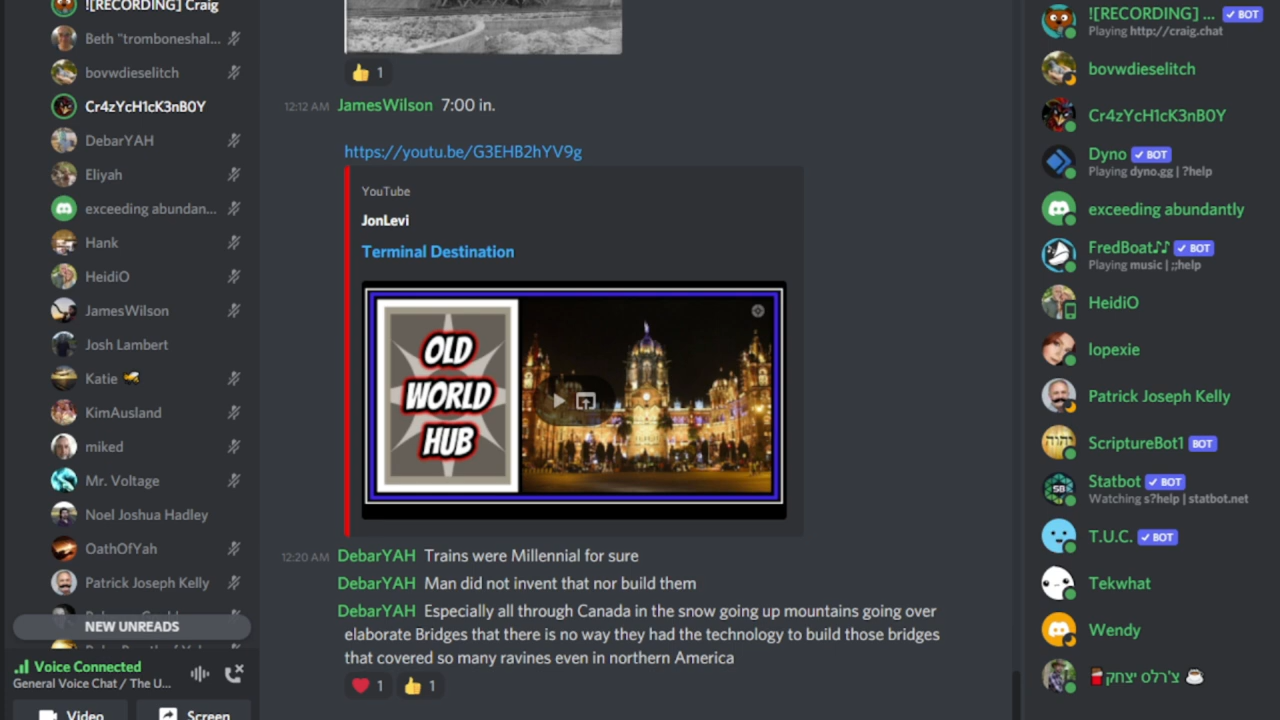 ![RECORDING] Craig
Beth "tromboneshal...
bovwdieselitch
Cr4zYcH1cK3nB0Y
DebarYAH
Eliyah
exceeding abundan...
Hank
HeidiO
JamesWilson
Josh Lambert
Katie
KimAusland
miked
Mr. Voltage
Noel Joshua Hadley
OathOfYah
Patrick Joseph Kelly
NEW UNREADS
Voice Connected
General Voice Chat / The U...
Video
Screen
👍 1
12:12 AM JamesWilson 7:00 in.
https://youtu.be/G3EHB2hYV9g
YouTube
JonLevi
Terminal Destination
OLD
WORLD
HUB
12:20 AM DebarYAH Trains were Millennial for sure
DebarYAH Man did not invent that nor build them
DebarYAH Especially all through Canada in the snow going up mountains going over
elaborate Bridges that there is no way they had the technology to build those bridges
that covered so many ravines even in northern America
❤️ 1 👍 1
![RECORDING] ... ✓ BOT
Playing http://craig.chat
bovwdieselitch
Cr4zYcH1cK3nB0Y
Dyno ✓ BOT
Playing dyno.gg | ?help
exceeding abundantly
FredBoat♪♪ ✓ BOT
Playing music | ;;help
HeidiO
lopexie
Patrick Joseph Kelly
יהוה
ScriptureBot1 BOT
SB
Statbot ✓ BOT
Watching s?help | statbot.net
T.U.C. ✓ BOT
Tekwhat
Wendy
צ'רלס יצחק